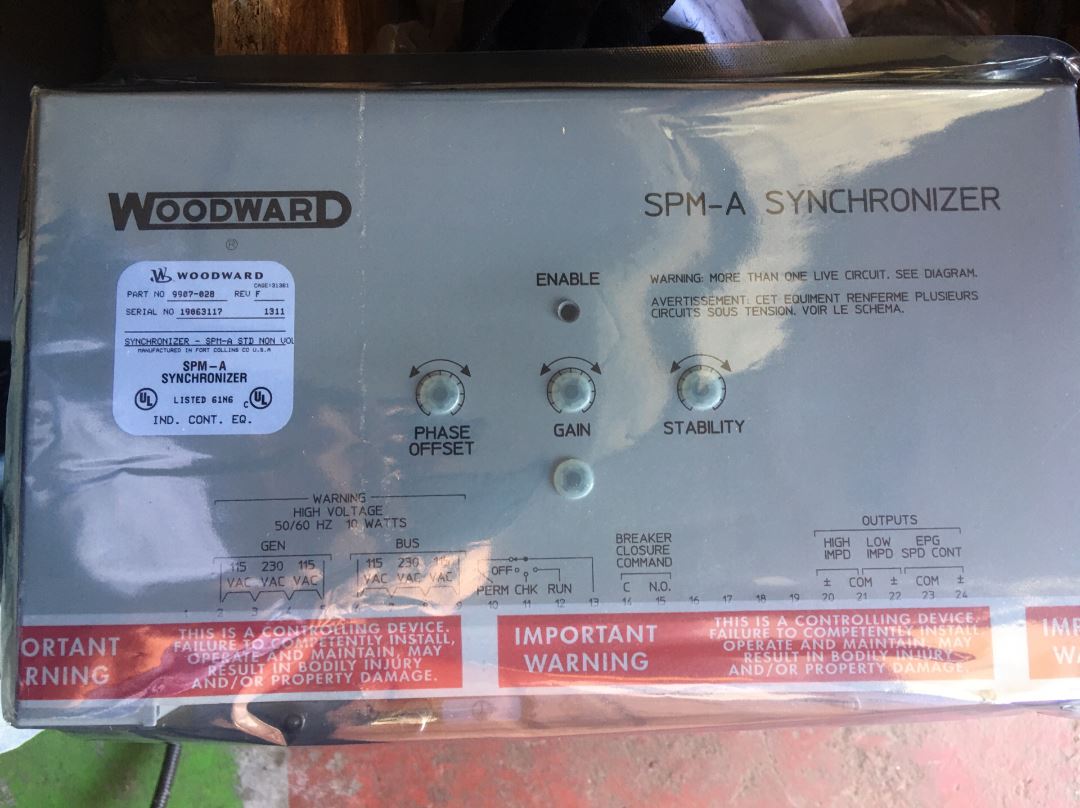 WOODWARD
®
SPM-A SYNCHRONIZER
WOODWARD
CAGE:31361
PART NO 9907-028 REV F
SERIAL NO 19063117 1311
SYNCHRONIZER - SPM-A STD NON VOL
MANUFACTURED IN FORT COLLINS CO U.S.A
SPM-A
SYNCHRONIZER
UL LISTED 61N6 C UL
IND. CONT. EQ.
ENABLE
WARNING: MORE THAN ONE LIVE CIRCUIT. SEE DIAGRAM.
AVERTISSEMENT: CET EQUIMENT RENFERME PLUSIEURS
CIRCUITS SOUS TENSION. VOIR LE SCHEMA.
PHASE
OFFSET
GAIN
STABILITY
WARNING
HIGH VOLTAGE
50/60 HZ 10 WATTS
GEN
115 230 115
VAC VAC VAC
BUS
115 230 115
VAC VAC VAC
OFF
PERM CHK RUN
BREAKER
CLOSURE
COMMAND
C N.O.
OUTPUTS
HIGH LOW EPG
IMPD IMPD SPD CONT
± COM ± COM ±
1 2 3 4 5 6 7 8 9 10 11 12 13 14 15 16 17 18 19 20 21 22 23 24
ORTANT
RNING
THIS IS A CONTROLLING DEVICE.
FAILURE TO COMPETENTLY INSTALL,
OPERATE AND MAINTAIN, MAY
RESULT IN BODILY INJURY
AND/OR PROPERTY DAMAGE.
IMPORTANT
WARNING
THIS IS A CONTROLLING DEVICE.
FAILURE TO COMPETENTLY INSTALL
OPERATE AND MAINTAIN, MAY
RESULT IN BODILY INJURY
AND/OR PROPERTY DAMAGE.
IMP
W